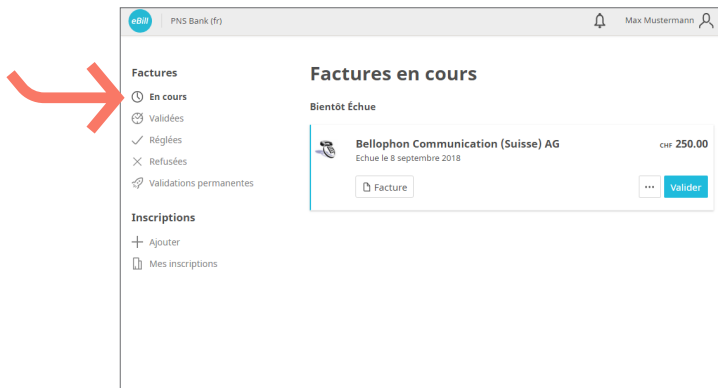 eBill PNS Bank (fr) Max Mustermann
Factures
En cours
Validées
Réglées
Refusées
Validations permanentes
Inscriptions
Ajouter
Mes inscriptions
Factures en cours
Bientôt Échue
Bellophon Communication (Suisse) AG CHF 250.00
Echue le 8 septembre 2018
Facture ... Valider